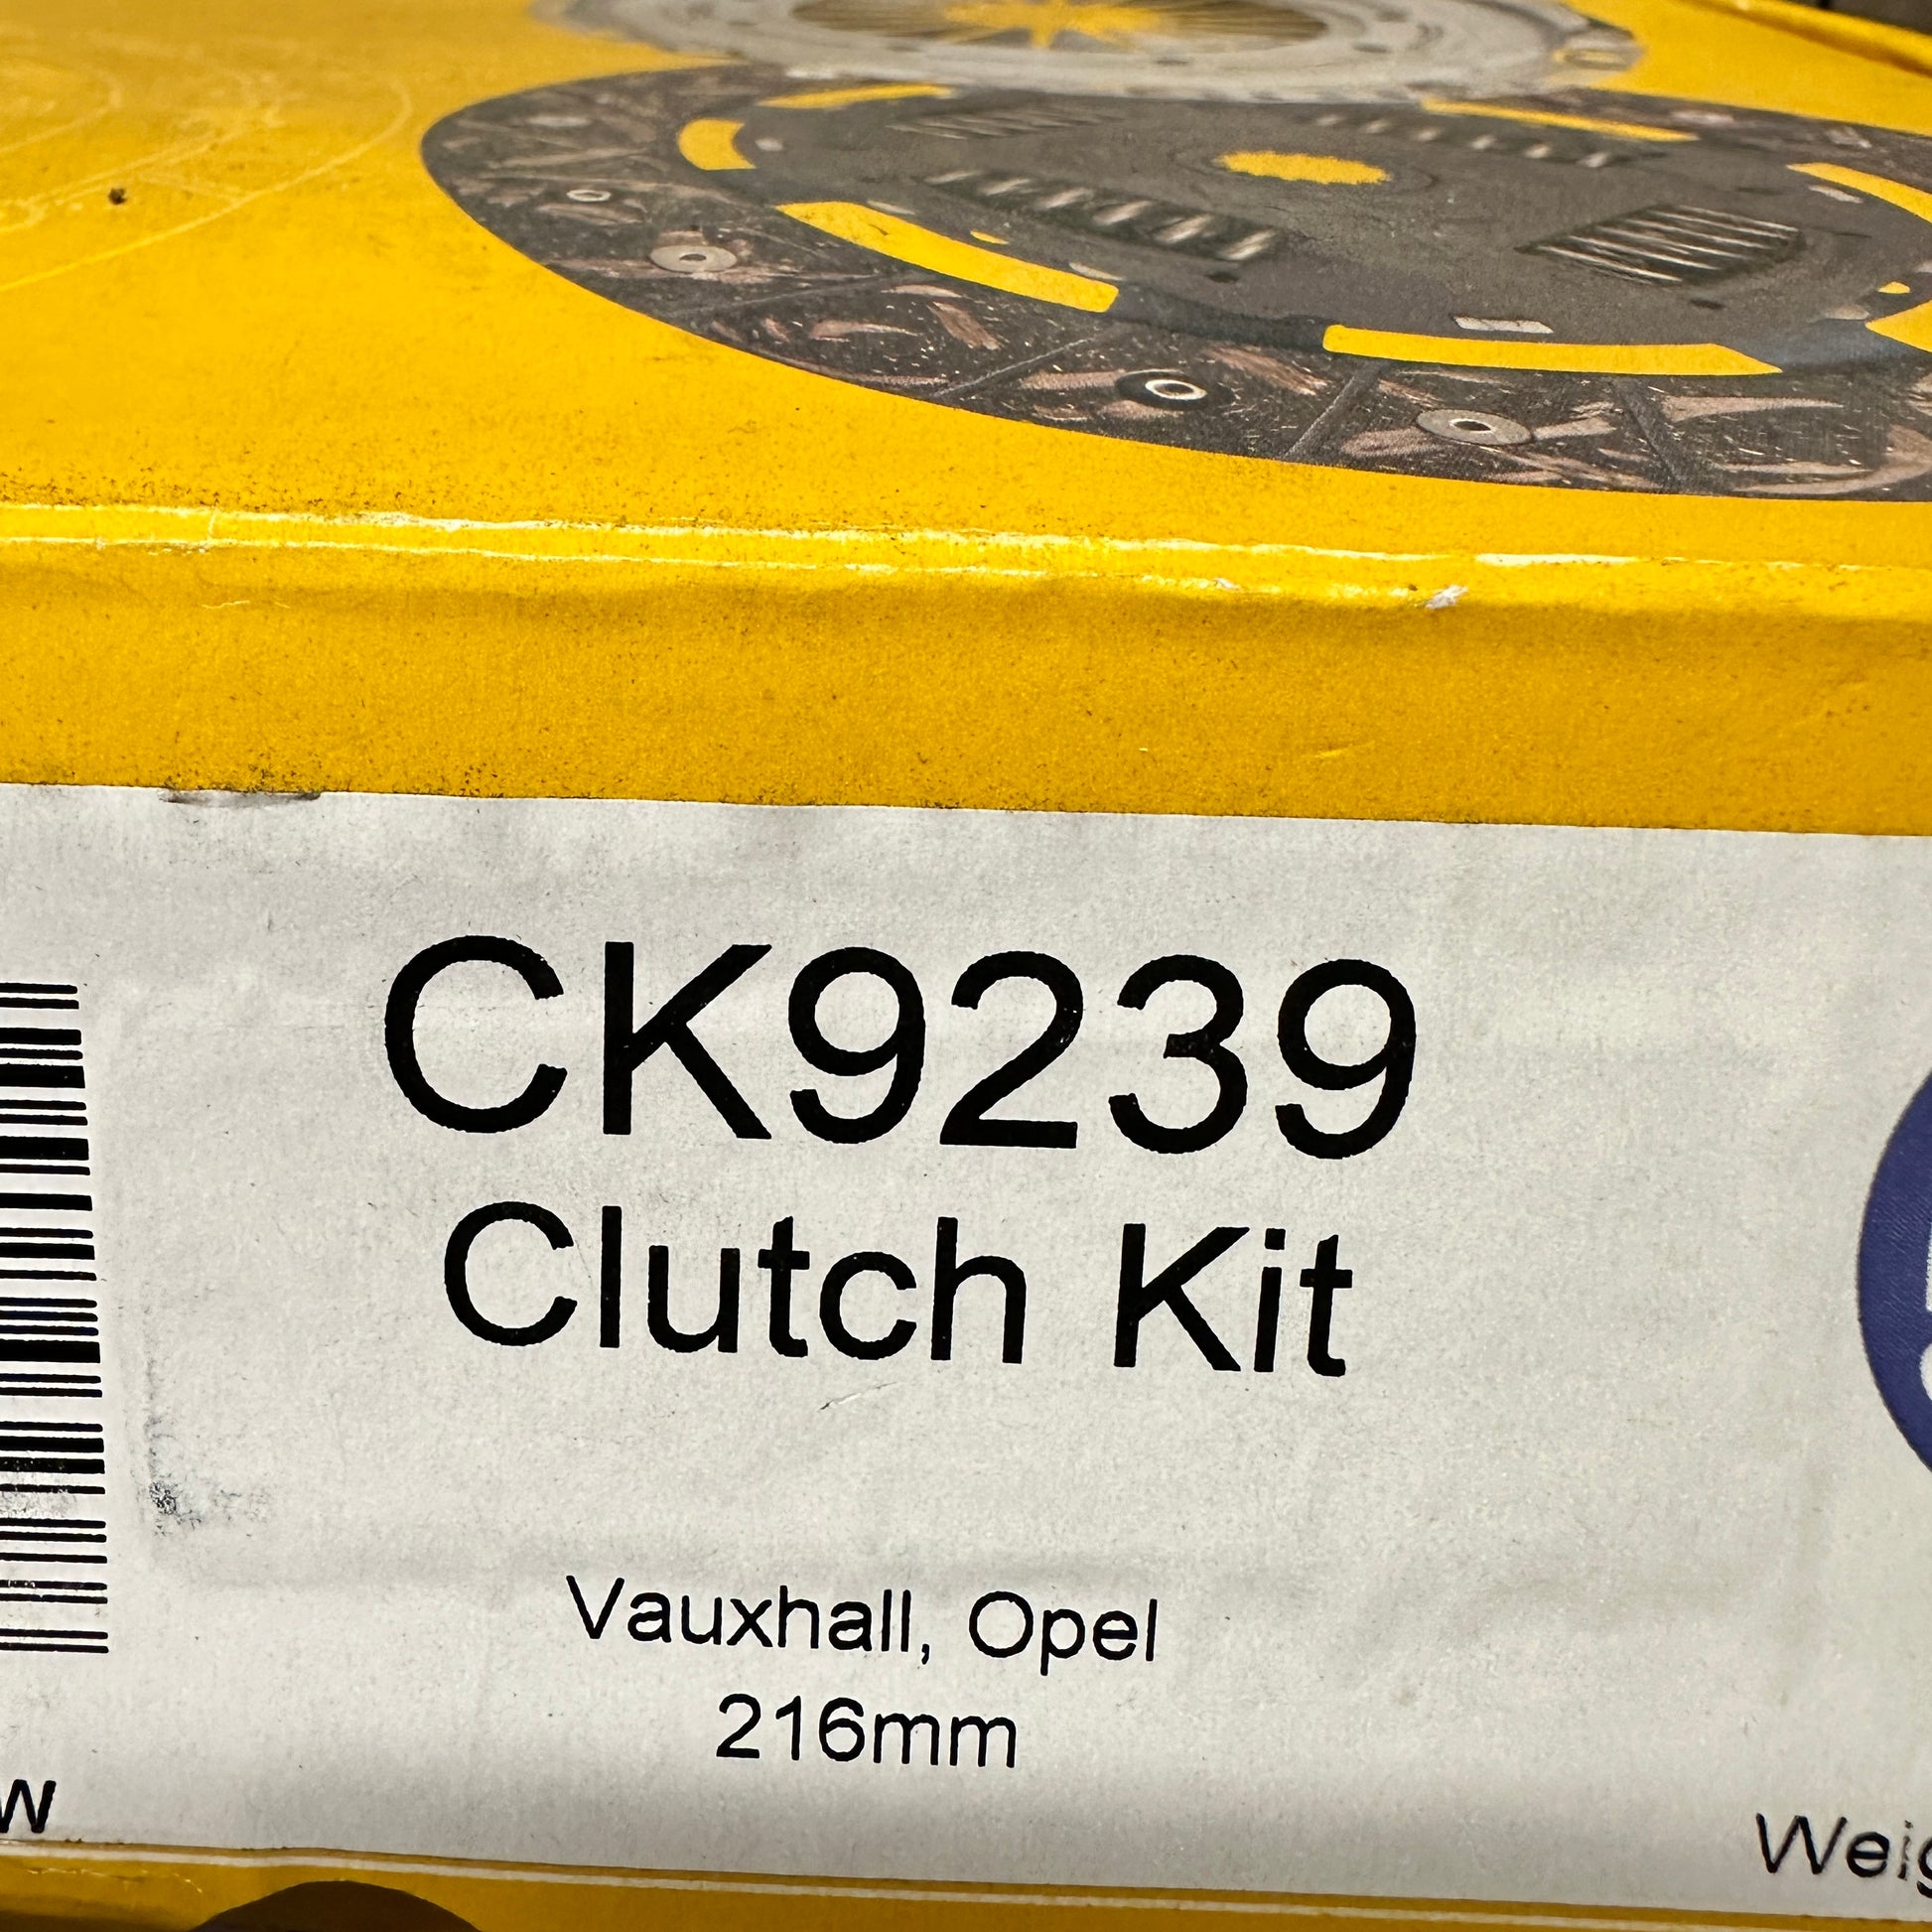 CK9239
Clutch Kit
Vauxhall, Opel
216mm